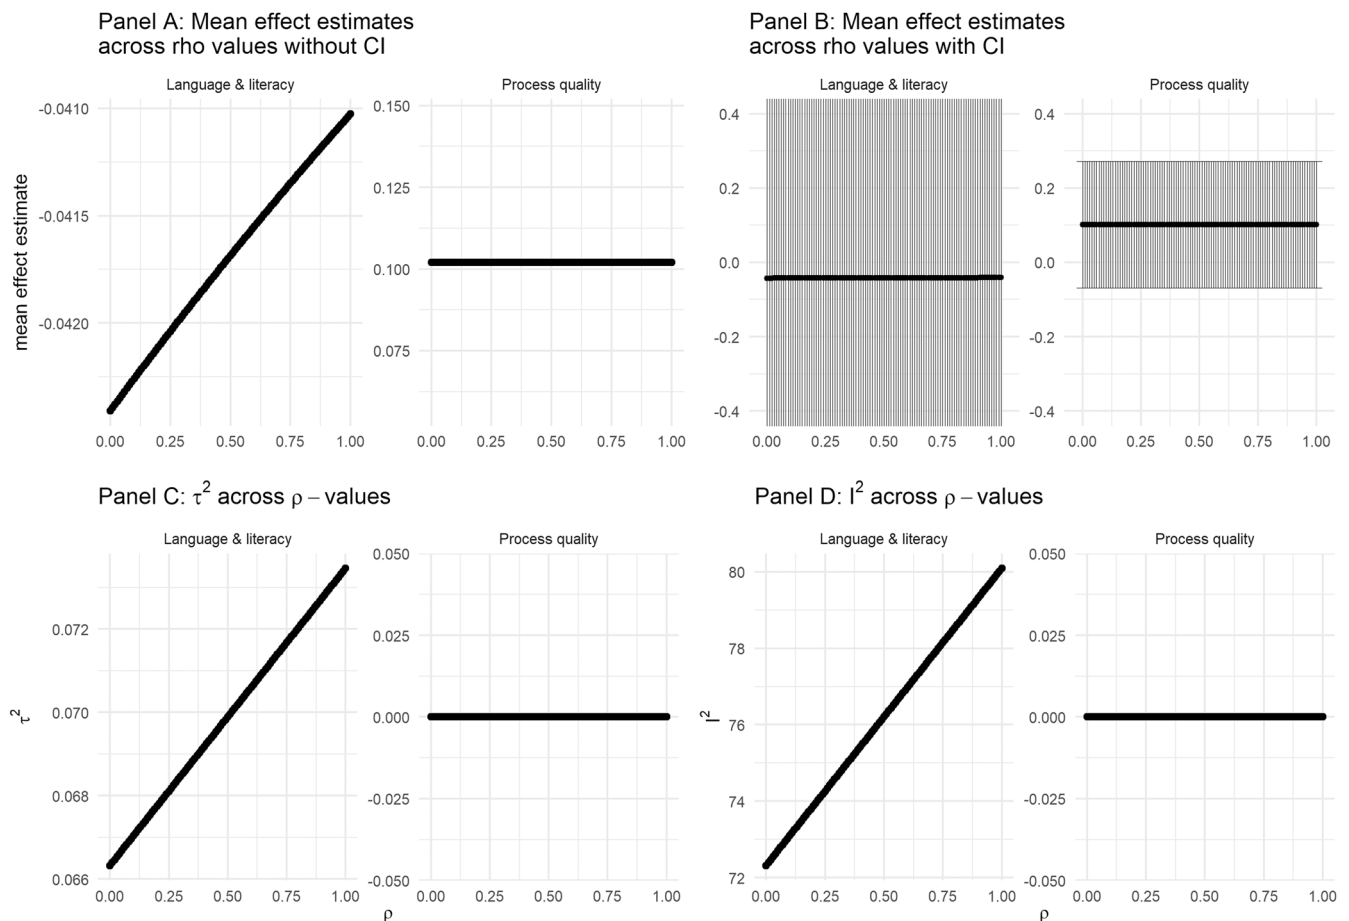 Panel A: Mean effect estimates
across rho values without CI
Language & literacy
Process quality
mean effect estimate
-0.0410
-0.0415
-0.0420
0.00 0.25 0.50 0.75 1.00
0.150
0.125
0.100
0.075
0.00 0.25 0.50 0.75 1.00
Panel B: Mean effect estimates
across rho values with CI
Language & literacy
Process quality
0.4
0.2
0.0
-0.2
-0.4
0.00 0.25 0.50 0.75 1.00
0.4
0.2
0.0
-0.2
-0.4
0.00 0.25 0.50 0.75 1.00
Panel C: τ² across ρ – values
Language & literacy
Process quality
τ²
0.072
0.070
0.068
0.066
0.00 0.25 0.50 0.75 1.00
0.050
0.025
0.000
-0.025
-0.050
0.00 0.25 0.50 0.75 1.00
ρ
Panel D: I² across ρ – values
Language & literacy
Process quality
I²
80
78
76
74
72
0.00 0.25 0.50 0.75 1.00
0.050
0.025
0.000
-0.025
-0.050
0.00 0.25 0.50 0.75 1.00
ρ